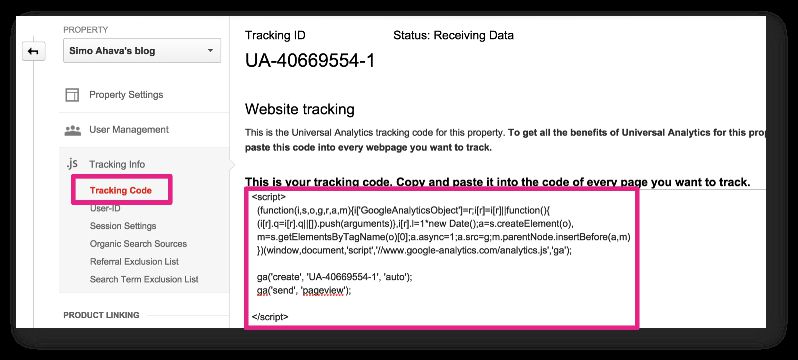 PROPERTY
Simo Ahava's blog
Property Settings
User Management
.js Tracking Info
Tracking Code
User-ID
Session Settings
Organic Search Sources
Referral Exclusion List
Search Term Exclusion List
PRODUCT LINKING
Tracking ID Status: Receiving Data
UA-40669554-1
Website tracking
This is the Universal Analytics tracking code for this property. To get all the benefits of Universal Analytics for this prop
paste this code into every webpage you want to track.
This is your tracking code. Copy and paste it into the code of every page you want to track.
<script>
(function(i,s,o,g,r,a,m){i['GoogleAnalyticsObject']=r;i[r]=i[r]||function(){
(i[r].q=i[r].q||[]).push(arguments)},i[r].l=1*new Date();a=s.createElement(o),
m=s.getElementsByTagName(o)[0];a.async=1;a.src=g;m.parentNode.insertBefore(a,m)
})(window,document,'script','//www.google-analytics.com/analytics.js','ga');
ga('create', 'UA-40669554-1', 'auto');
ga('send', 'pageview');
</script>